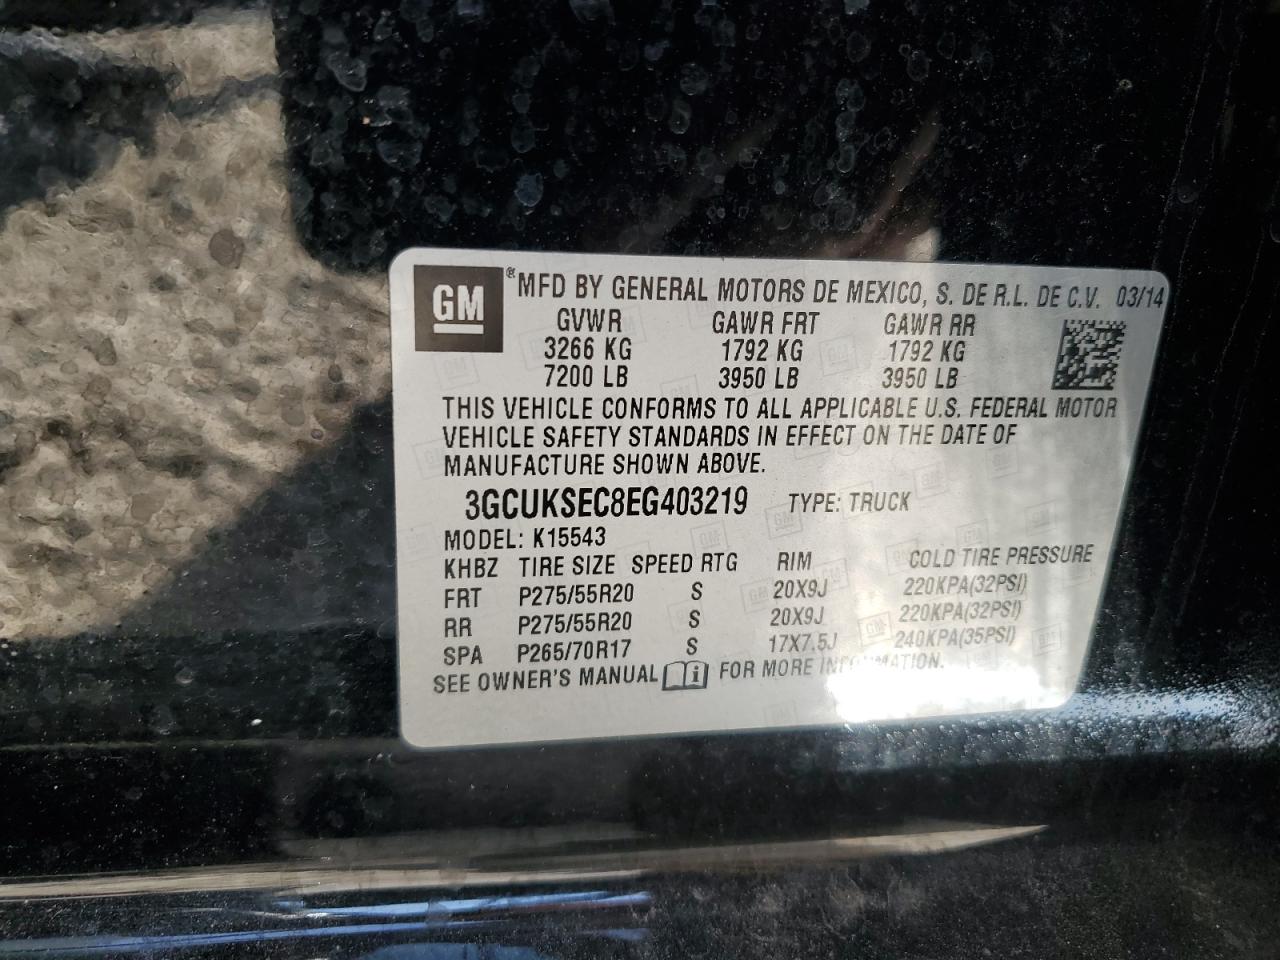 GM ® MFD BY GENERAL MOTORS DE MEXICO, S. DE R.L. DE C.V. 03/14
GVWR GAWR FRT GAWR RR
3266 KG 1792 KG 1792 KG
7200 LB 3950 LB 3950 LB
THIS VEHICLE CONFORMS TO ALL APPLICABLE U.S. FEDERAL MOTOR
VEHICLE SAFETY STANDARDS IN EFFECT ON THE DATE OF
MANUFACTURE SHOWN ABOVE.
3GCUKSEC8EG403219 TYPE: TRUCK
MODEL: K15543
KHBZ TIRE SIZE SPEED RTG RIM COLD TIRE PRESSURE
FRT P275/55R20 S 20X9J 220KPA(32PSI)
RR P275/55R20 S 20X9J 220KPA(32PSI)
SPA P265/70R17 S 17X7.5J 240KPA(35PSI)
SEE OWNER'S MANUAL i FOR MORE INFORMATION.